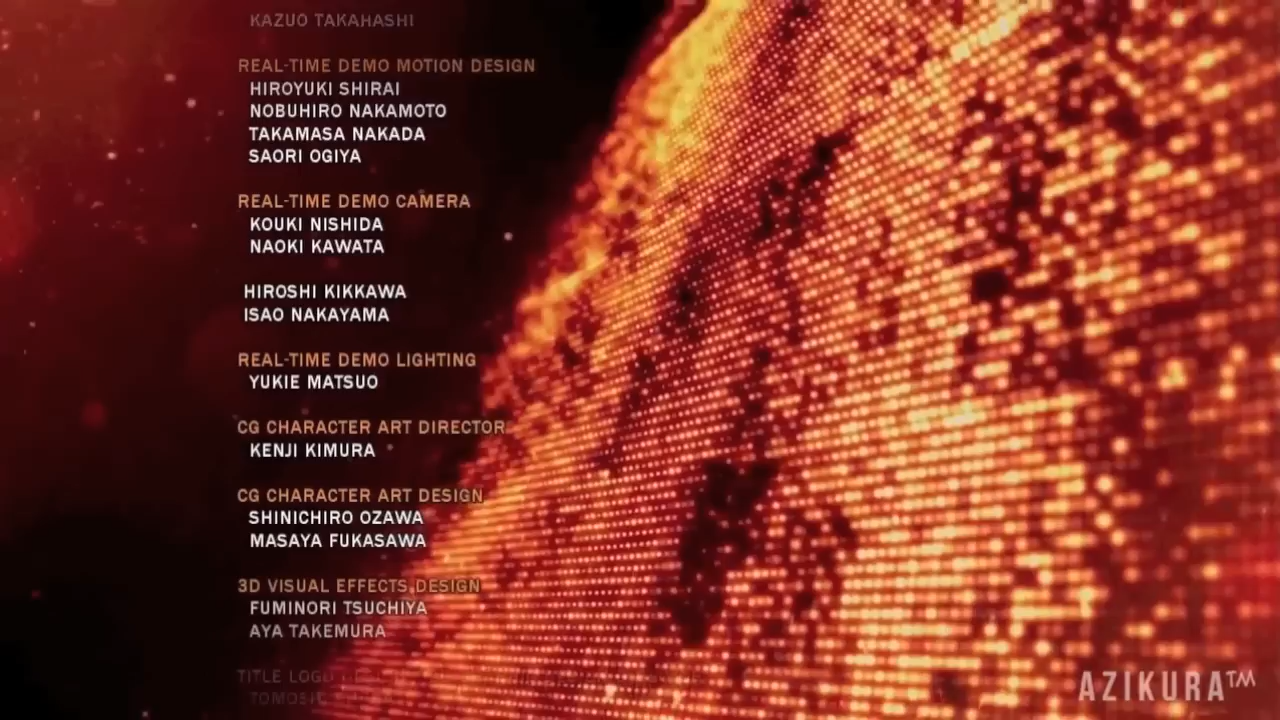 KAZUO TAKAHASHI
REAL-TIME DEMO MOTION DESIGN
HIROYUKI SHIRAI
NOBUHIRO NAKAMOTO
TAKAMASA NAKADA
SAORI OGIYA
REAL-TIME DEMO CAMERA
KOUKI NISHIDA
NAOKI KAWATA
HIROSHI KIKKAWA
ISAO NAKAYAMA
REAL-TIME DEMO LIGHTING
YUKIE MATSUO
CG CHARACTER ART DIRECTOR
KENJI KIMURA
CG CHARACTER ART DESIGN
SHINICHIRO OZAWA
MASAYA FUKASAWA
3D VISUAL EFFECTS DESIGN
FUMINORI TSUCHIYA
AYA TAKEMURA
TITLE LOGO
AZIKURA™